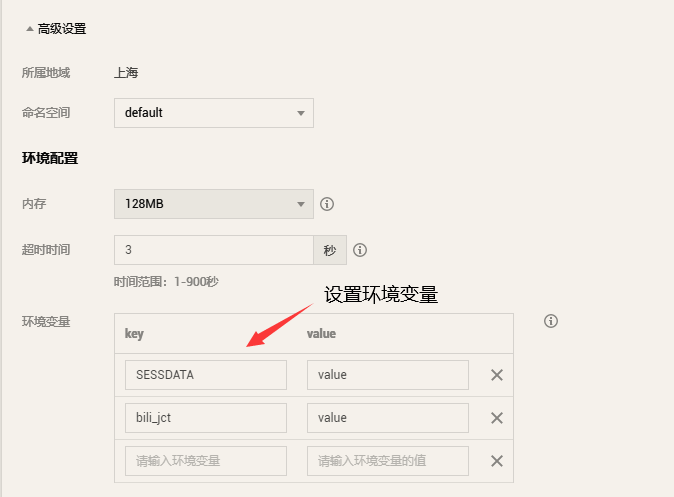 高级设置
所属地域 上海
命名空间 default
环境配置
内存 128MB
超时时间 3 秒
时间范围：1-900秒
设置环境变量
环境变量 key value
SESSDATA value
bili_jct value
请输入环境变量 请输入环境变量的值